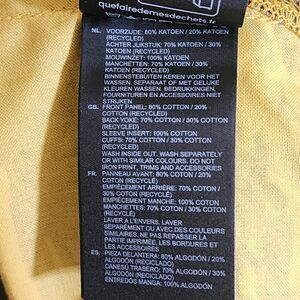 quefairedemesdechets.fr
NL. VOORZIJDE: 80% KATOEN / 20% KATOEN
(RECYCLED)
ACHTER JUKSTUK: 70% KATOEN / 30%
KATOEN (RECYCLED)
MOUWINZET: 100% KATOEN
MANCHETTEN: 70% KATOEN / 30% KATOEN
(RECYCLED)
BINNENSTEBUITEN KEREN VOOR HET
WASSEN. SEPARAAT OF MET SOORTGELIJKE
KLEUREN WASSEN. BEDRUKKINGEN,
FOURNITUREN EN ACCESSOIRES NIET
STRIJKEN
GB. FRONT PANEL: 80% COTTON / 20%
COTTON (RECYCLED)
BACK YOKE: 70% COTTON / 30% COTTON
(RECYCLED)
SLEEVE INSERT: 100% COTTON
CUFFS: 70% COTTON / 30% COTTON
(RECYCLED)
WASH INSIDE OUT. WASH SEPARATELY
OR WITH SIMILAR COLOURS. DO NOT
IRON PRINT, TRIMS AND ACCESSORIES
FR. PANNEAU AVANT: 80% COTON / 20%
COTON (RECYCLÉ)
EMPIÈCEMENT ARRIÈRE: 70% COTON /
30% COTON (RECYCLÉ)
EMPIÈCEMENT MANCHE: 100% COTON
MANCHETTES: 70% COTON / 30% COTON
(RECYCLÉ)
LAVER A L'ENVERS. LAVER
SÉPARÉMENT OU AVEC DES COULEURS
SIMILAIRES. NE PAS REPASSER LA
PARTIE IMPRIMÉE, LES BORDURES ET
LES ACCESSOIRES
ES. PIEZA DELANTERA: 80% ALGODÓN / 20%
ALGODÓN (RECICLADO)
CANESÚ TRASERO: 70% ALGODÓN / 30%
ALGODÓN (RECICLADO)
ENTREDÓS MANGA: 100% ALGODÓN